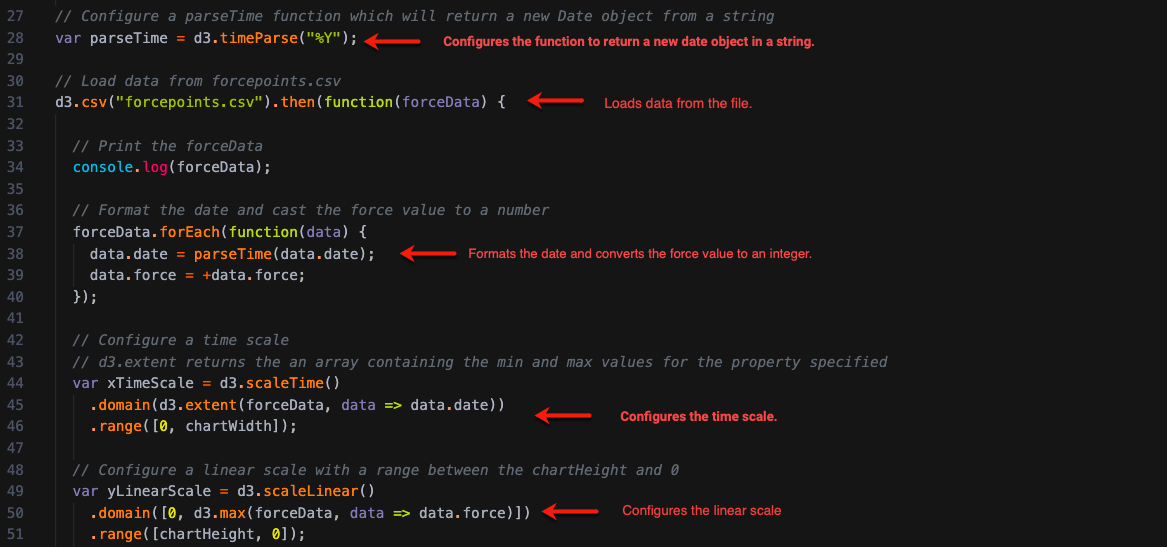 27 // Configure a parseTime function which will return a new Date object from a string
28 var parseTime = d3.timeParse("%Y"); Configures the function to return a new date object in a string.
29
30 // Load data from forcepoints.csv
31 d3.csv("forcepoints.csv").then(function(forceData) { Loads data from the file.
32
33 // Print the forceData
34 console.log(forceData);
35
36 // Format the date and cast the force value to a number
37 forceData.forEach(function(data) {
38 data.date = parseTime(data.date); Formats the date and converts the force value to an integer.
39 data.force = +data.force;
40 });
41
42 // Configure a time scale
43 // d3.extent returns the an array containing the min and max values for the property specified
44 var xTimeScale = d3.scaleTime()
45 .domain(d3.extent(forceData, data => data.date))
46 .range([0, chartWidth]); Configures the time scale.
47
48 // Configure a linear scale with a range between the chartHeight and 0
49 var yLinearScale = d3.scaleLinear()
50 .domain([0, d3.max(forceData, data => data.force)]) Configures the linear scale
51 .range([chartHeight, 0]);